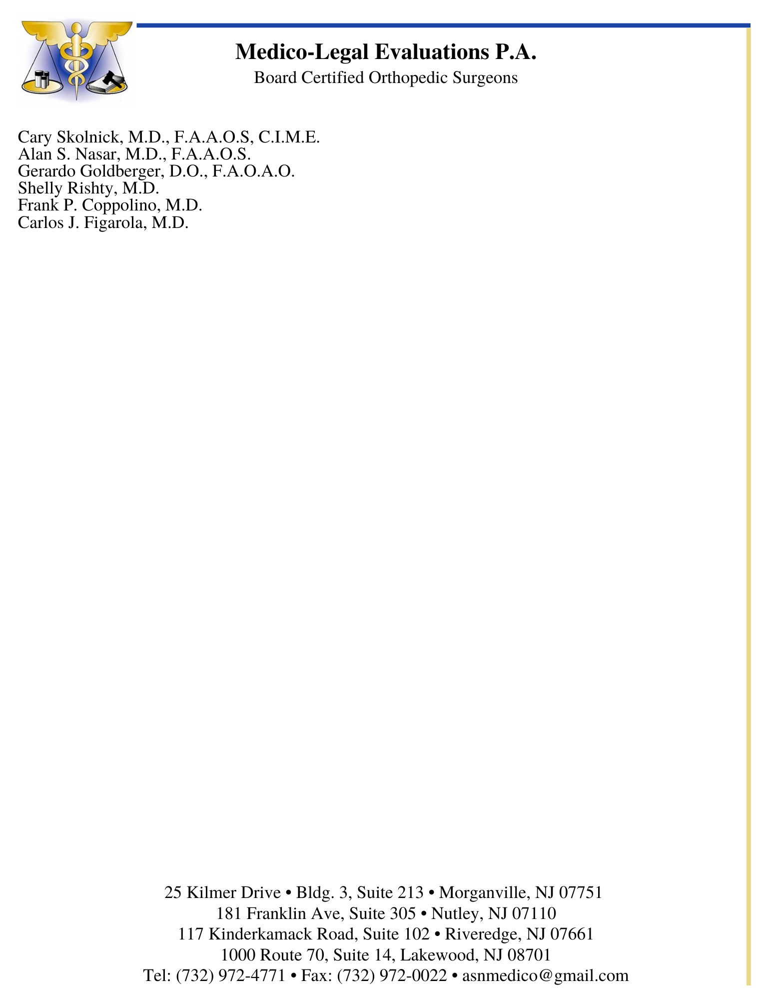 Medico-Legal Evaluations P.A.
Board Certified Orthopedic Surgeons
Cary Skolnick, M.D., F.A.A.O.S, C.I.M.E.
Alan S. Nasar, M.D., F.A.A.O.S.
Gerardo Goldberger, D.O., F.A.O.A.O.
Shelly Rishty, M.D.
Frank P. Coppolino, M.D.
Carlos J. Figarola, M.D.
25 Kilmer Drive • Bldg. 3, Suite 213 • Morganville, NJ 07751
181 Franklin Ave, Suite 305 • Nutley, NJ 07110
117 Kinderkamack Road, Suite 102 • Riveredge, NJ 07661
1000 Route 70, Suite 14, Lakewood, NJ 08701
Tel: (732) 972-4771 • Fax: (732) 972-0022 • asnmedico@gmail.com